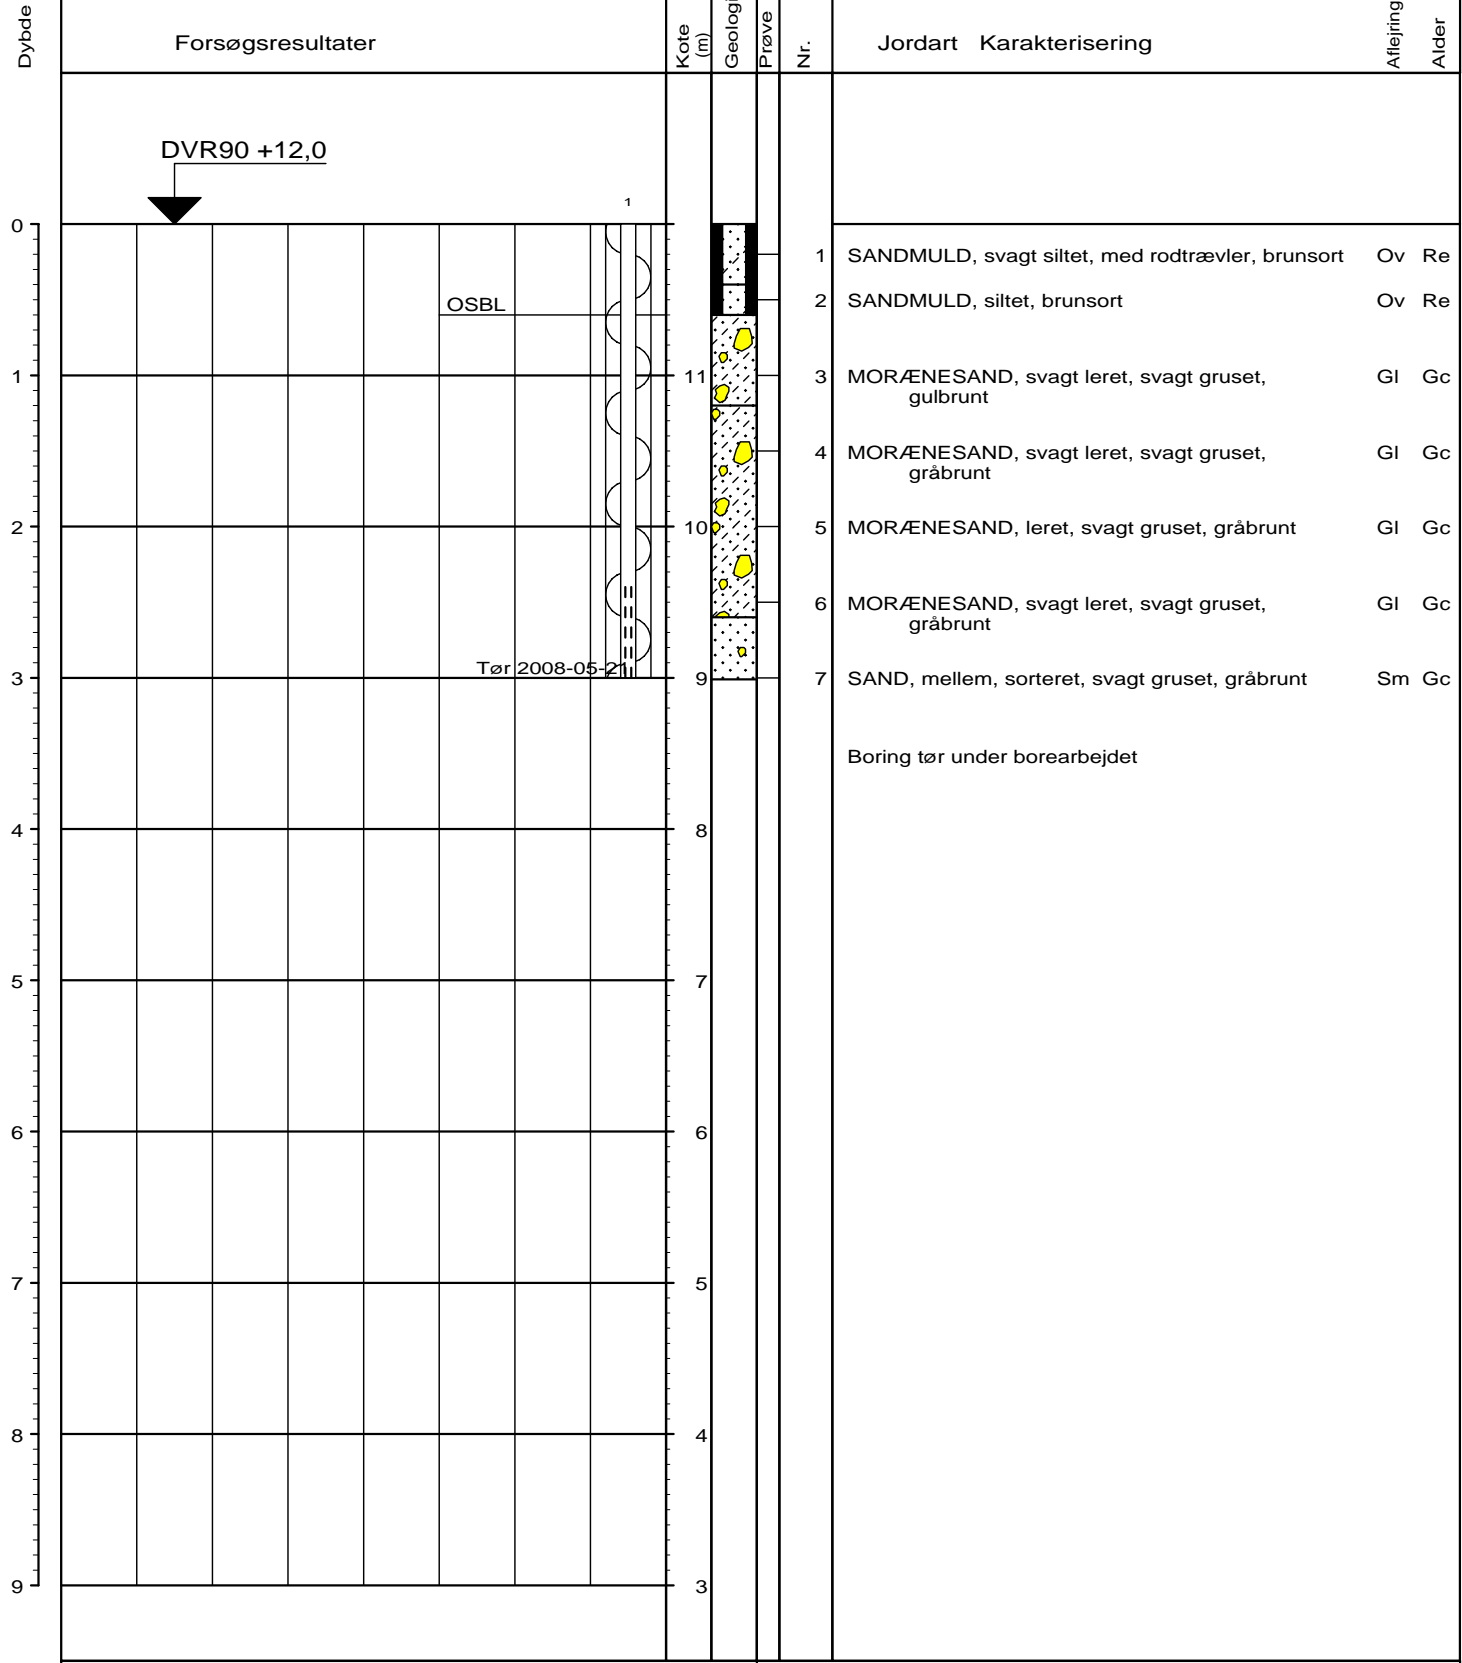 Dybde
Forsøgsresultater
Kote
(m)
Geologi
Prøve
Nr.
Jordart Karakterisering
Aflejring
Alder
DVR90 +12,0
1
0
1 SANDMULD, svagt siltet, med rodtrævler, brunsort Ov Re
OSBL
2 SANDMULD, siltet, brunsort Ov Re
1 11 3 MORÆNESAND, svagt leret, svagt gruset, Gl Gc
gulbrunt
4 MORÆNESAND, svagt leret, svagt gruset, Gl Gc
gråbrunt
2 10 5 MORÆNESAND, leret, svagt gruset, gråbrunt Gl Gc
6 MORÆNESAND, svagt leret, svagt gruset, Gl Gc
gråbrunt
Tør 2008-05-21
3 9 7 SAND, mellem, sorteret, svagt gruset, gråbrunt Sm Gc
Boring tør under borearbejdet
4 8
5 7
6 6
7 5
8 4
9 3